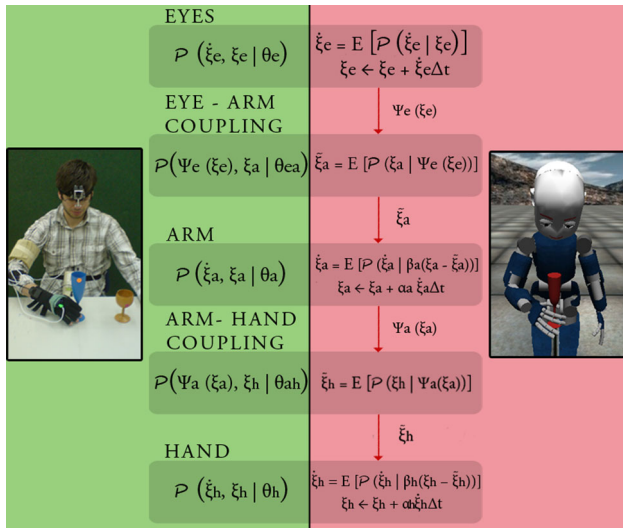 EYES
P (ξ̇e, ξe | θe)
ξ̇e = E [P (ξ̇e | ξe)]
ξe ← ξe + ξ̇eΔt
Ψe (ξe)
EYE - ARM
COUPLING
P(Ψe (ξe), ξa | θea)
ξ̃a = E [P (ξa | Ψe (ξe))]
ξ̃a
ARM
P (ξ̇a, ξa | θa)
ξ̇a = E [P (ξ̇a | βa(ξa - ξ̃a))]
ξa ← ξa + αa ξ̇aΔt
Ψa (ξa)
ARM- HAND
COUPLING
P(Ψa (ξa), ξh | θah)
ξ̃h = E [P (ξh | Ψa(ξa))]
ξ̃h
HAND
P (ξ̇h, ξh | θh)
ξ̇h = E [P (ξ̇h | βh(ξh - ξ̃h))]
ξh ← ξh + αhξ̇hΔt